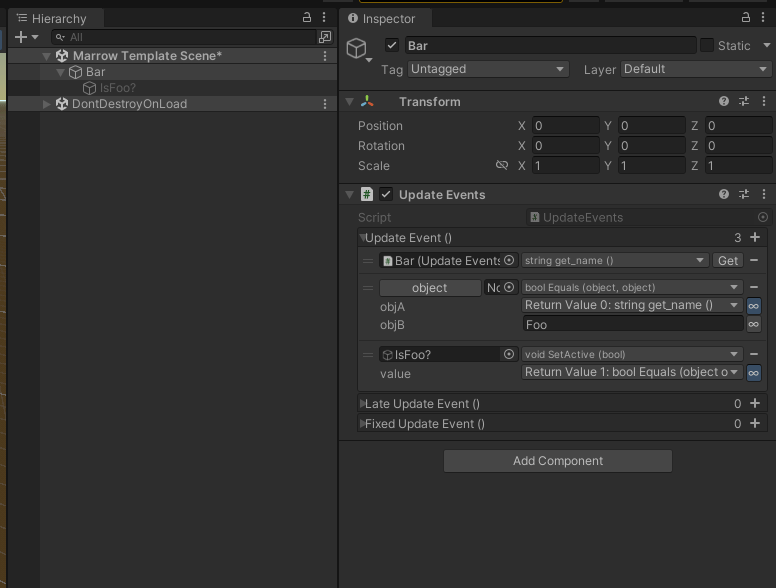 Hierarchy
All
Marrow Template Scene*
Bar
IsFoo?
DontDestroyOnLoad
Inspector
Bar
Static
Tag Untagged Layer Default
Transform
Position X 0 Y 0 Z 0
Rotation X 0 Y 0 Z 0
Scale X 1 Y 1 Z 1
# Update Events
Script # UpdateEvents
Update Event () 3
Bar (Update Events string get_name () Get
object No bool Equals (object, object)
objA Return Value 0: string get_name ()
objB Foo
IsFoo? void SetActive (bool)
value Return Value 1: bool Equals (object o
Late Update Event () 0
Fixed Update Event () 0
Add Component